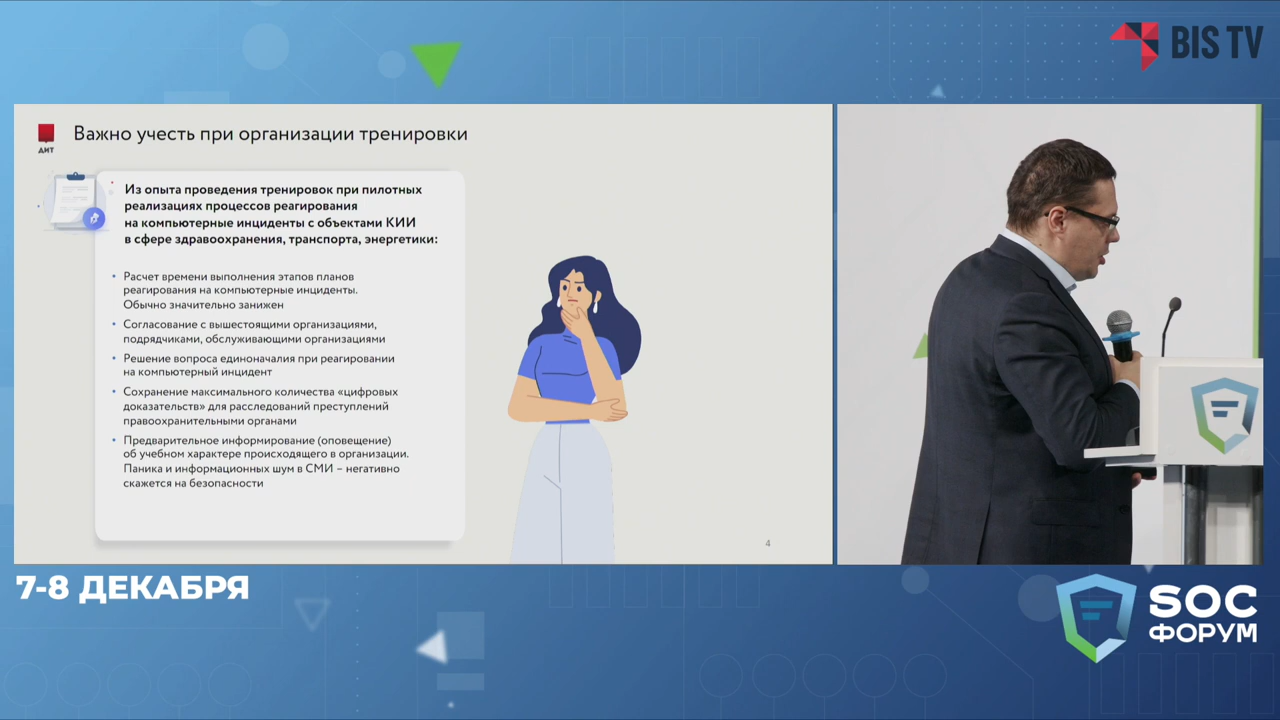 BIS TV
ДИТ
Важно учесть при организации тренировки
Из опыта проведения тренировок при пилотных
реализациях процессов реагирования
на компьютерные инциденты с объектами КИИ
в сфере здравоохранения, транспорта, энергетики:
• Расчет времени выполнения этапов планов
реагирования на компьютерные инциденты.
Обычно значительно занижен
• Согласование с вышестоящими организациями,
подрядчиками, обслуживающими организациями
• Решение вопроса единоначалия при реагировании
на компьютерный инцидент
• Сохранение максимального количества «цифровых
доказательств» для расследований преступлений
правоохранительными органами
• Предварительное информирование (оповещение)
об учебном характере происходящего в организации.
Паника и информационных шум в СМИ – негативно
скажется на безопасности
4
7-8 ДЕКАБРЯ
SOC
ФОРУМ